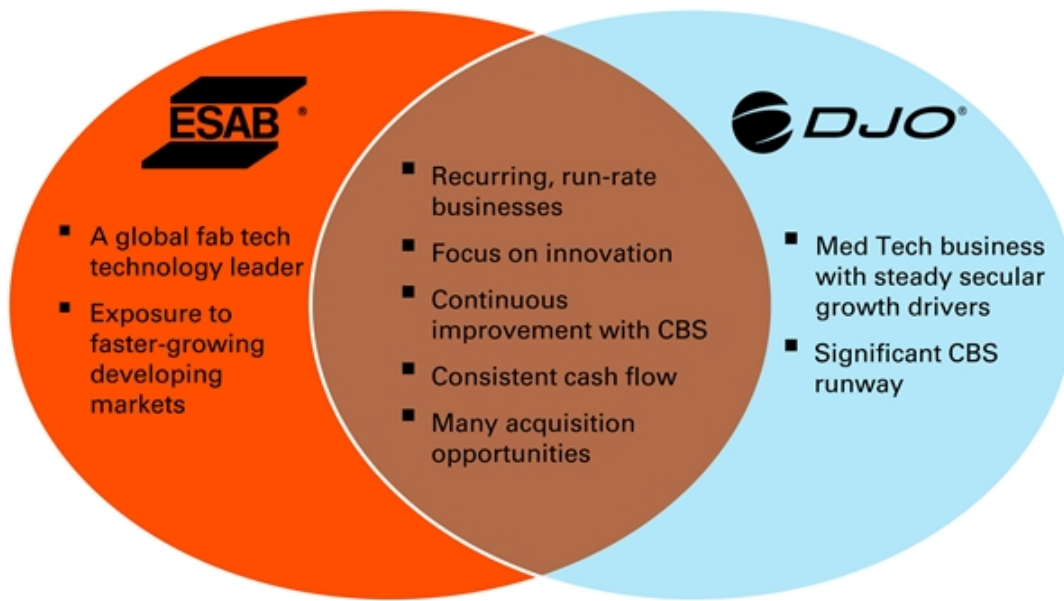 ESAB®
▪ A global fab tech
technology leader
▪ Exposure to
faster-growing
developing
markets
▪ Recurring, run-rate
businesses
▪ Focus on innovation
▪ Continuous
improvement with CBS
▪ Consistent cash flow
▪ Many acquisition
opportunities
DJO®
▪ Med Tech business
with steady secular
growth drivers
▪ Significant CBS
runway